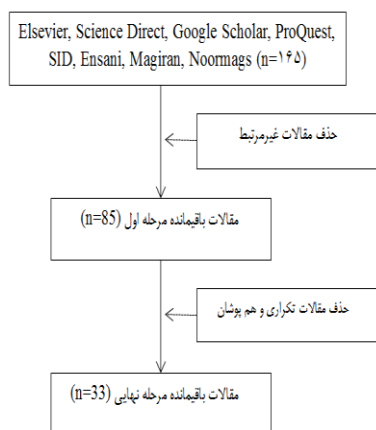 Elsevier, Science Direct, Google Scholar, ProQuest,
SID, Ensani, Magiran, Noormags (n=۱۶۵)
حذف مقالات غیرمرتبط
مقالات باقیمانده مرحله اول (n=85)
حذف مقالات تکراری و هم پوشان
مقالات باقیمانده مرحله نهایی (n=33)